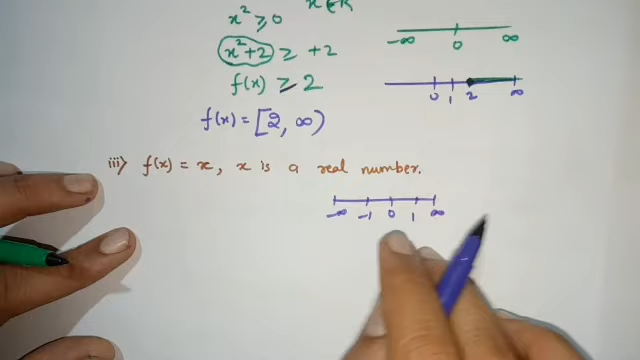 x² ≥ 0 x ∈ R
-∞ 0 ∞
x² + 2 ≥ +2
f(x) ≥ 2
0 1 2 ∞
f(x) = [2, ∞)
iii) f(x) = x, x is a real number.
-∞ -1 0 1 ∞